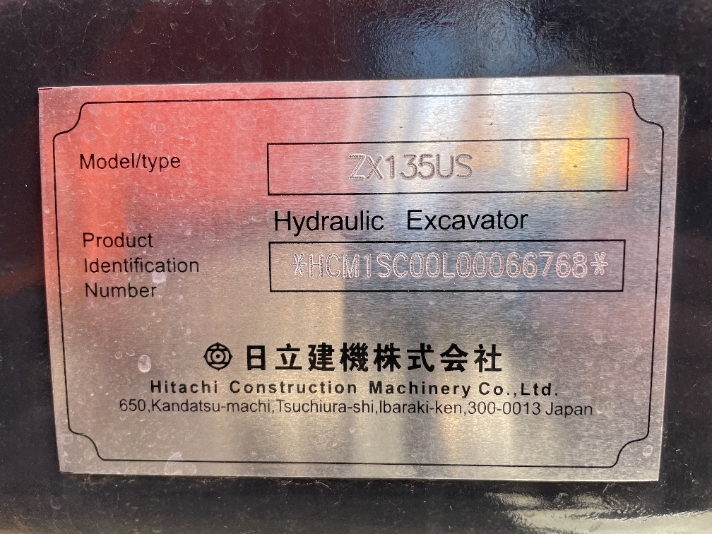 Model/type ZX135US
Hydraulic Excavator
Product
Identification
Number
*HCM1SC00L00066768*
日立建機株式会社
Hitachi Construction Machinery Co.,Ltd.
650,Kandatsu-machi,Tsuchiura-shi,Ibaraki-ken,300-0013 Japan